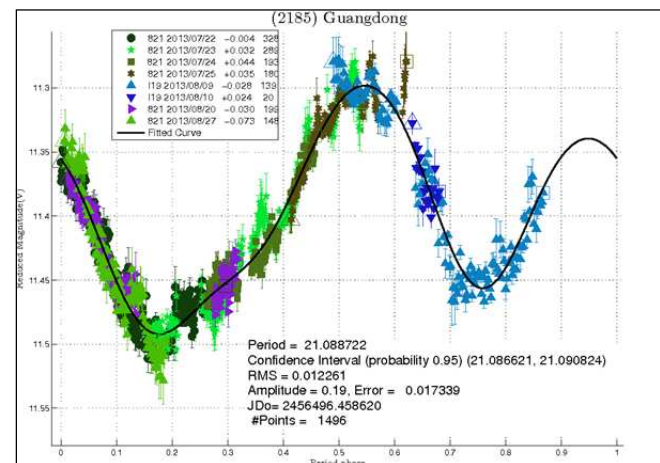 (2185) Guangdong
821 2013/07/22 −0.004 328
821 2013/07/23 +0.032 289
821 2013/07/24 +0.044 193
821 2013/07/25 +0.035 180
I19 2013/08/09 −0.028 139
I19 2013/08/10 +0.024 20
821 2013/08/20 −0.030 199
821 2013/08/27 −0.073 148
Fitted Curve
11.3
11.35
11.4
11.45
11.5
11.55
Reduced Magnitude(V)
Period = 21.088722
Confidence Interval (probability 0.95) (21.086621, 21.090824)
RMS = 0.012261
Amplitude = 0.19, Error = 0.017339
JDo= 2456496.458620
#Points = 1496
0 0.1 0.2 0.3 0.4 0.5 0.6 0.7 0.8 0.9 1
Period phase